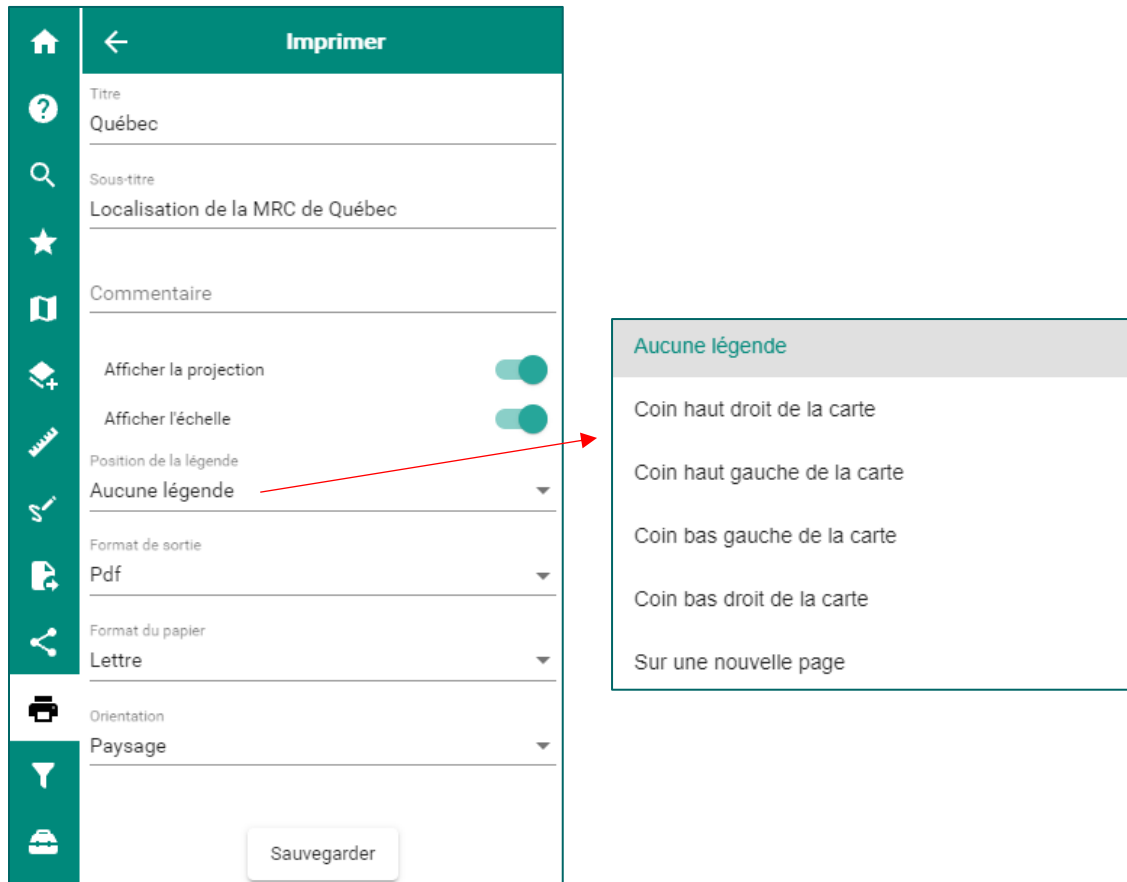 Imprimer
Titre
Québec
Sous-titre
Localisation de la MRC de Québec
Commentaire
Afficher la projection
Afficher l'échelle
Position de la légende
Aucune légende
Format de sortie
Pdf
Format du papier
Lettre
Orientation
Paysage
Sauvegarder
Aucune légende
Coin haut droit de la carte
Coin haut gauche de la carte
Coin bas gauche de la carte
Coin bas droit de la carte
Sur une nouvelle page